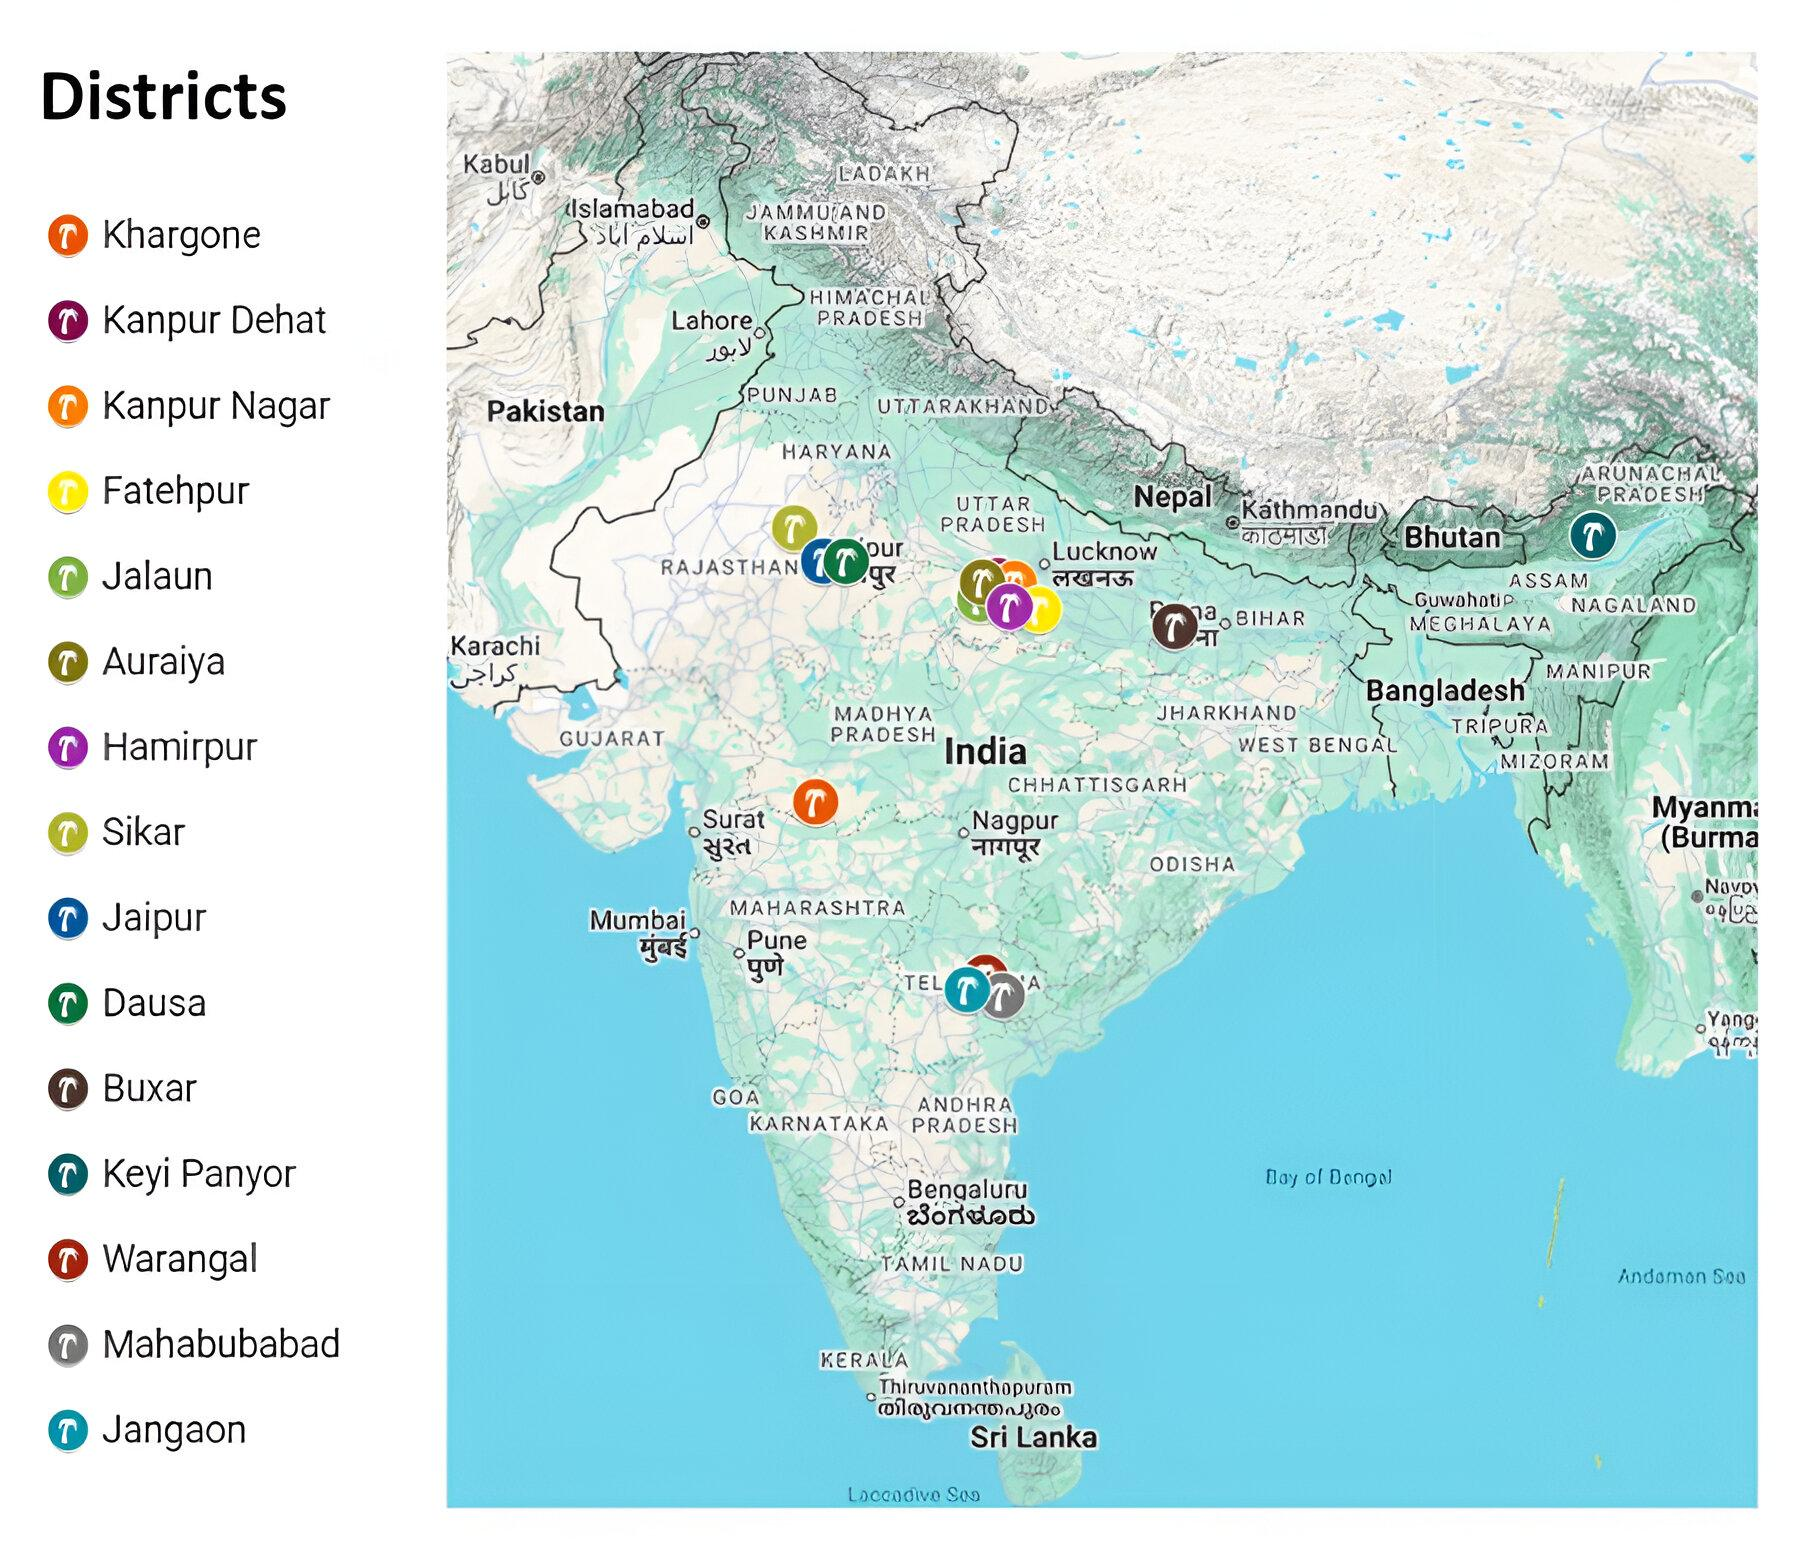 Districts
Khargone
Kanpur Dehat
Kanpur Nagar
Fatehpur
Jalaun
Auraiya
Hamirpur
Sikar
Jaipur
Dausa
Buxar
Keyi Panyor
Warangal
Mahabubabad
Jangaon
Kabul
کابل
Islamabad
اسلام آباد
LADAKH
JAMMU AND
KASHMIR
HIMACHAL
PRADESH
Lahore
لاہور
PUNJAB
Pakistan
UTTARAKHAND
HARYANA
UTTAR
PRADESH
Nepal
Kathmandu
काठमाडौं
Bhutan
ARUNACHAL
PRADESH
RAJASTHAN
Lucknow
लखनऊ
ASSAM
Guwahati
NAGALAND
MEGHALAYA
BIHAR
Karachi
کراچی
MANIPUR
Bangladesh
TRIPURA
MIZORAM
GUJARAT
MADHYA
PRADESH
India
JHARKHAND
WEST BENGAL
CHHATTISGARH
Surat
सुरत
Nagpur
नागपूर
ODISHA
Mumbai
मुंबई
MAHARASHTRA
Pune
पुणे
GOA
KARNATAKA
ANDHRA
PRADESH
Bay of Bengal
Bengaluru
ಬೆಂಗಳೂರು
TAMIL NADU
Andaman Sea
KERALA
Thiruvananthapuram
തിരുവനന്തപുരം
Sri Lanka
Laccadive Sea